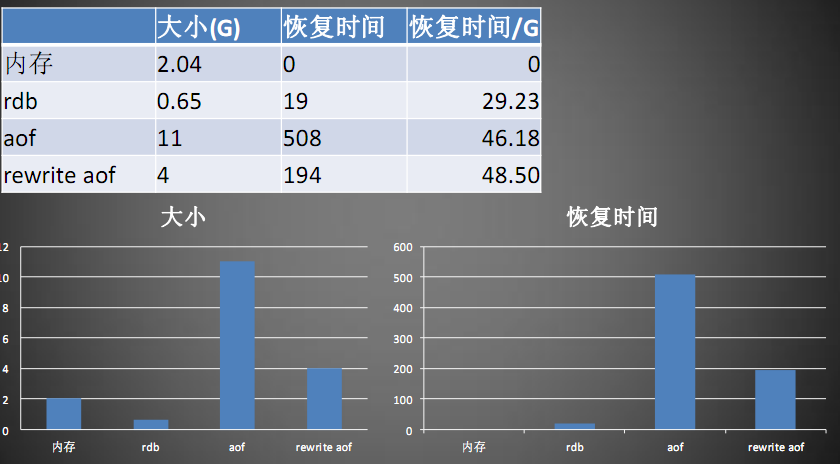 大小(G) 恢复时间 恢复时间/G
内存 2.04 0 0
rdb 0.65 19 29.23
aof 11 508 46.18
rewrite aof 4 194 48.50
大小
12
10
8
6
4
2
0
内存 rdb aof rewrite aof
恢复时间
600
500
400
300
200
100
0
内存 rdb aof rewrite aof